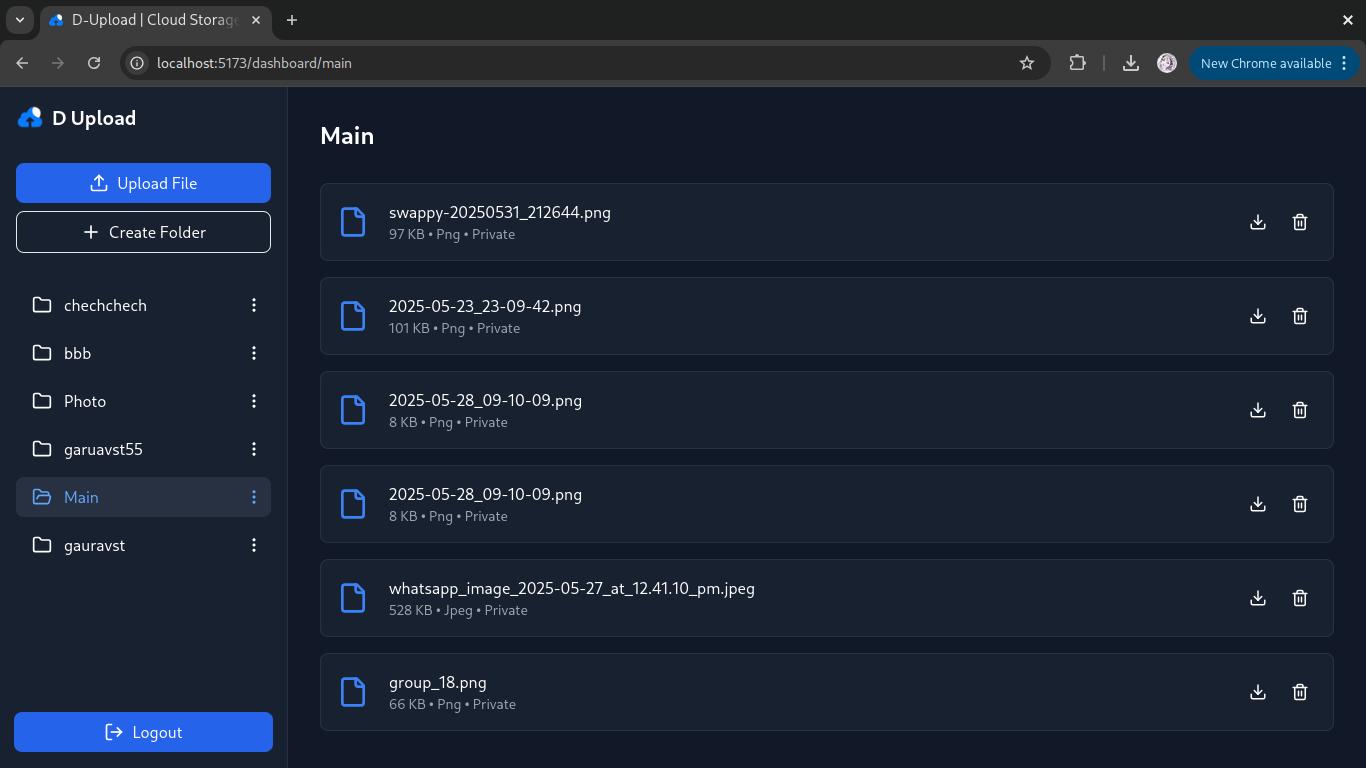 D-Upload | Cloud Storage
localhost:5173/dashboard/main
New Chrome available
D Upload
Upload File
Create Folder
chechchech
bbb
Photo
garuavst55
Main
gauravst
Logout
Main
swappy-20250531_212644.png
97 KB • Png • Private
2025-05-23_23-09-42.png
101 KB • Png • Private
2025-05-28_09-10-09.png
8 KB • Png • Private
2025-05-28_09-10-09.png
8 KB • Png • Private
whatsapp_image_2025-05-27_at_12.41.10_pm.jpeg
528 KB • Jpeg • Private
group_18.png
66 KB • Png • Private